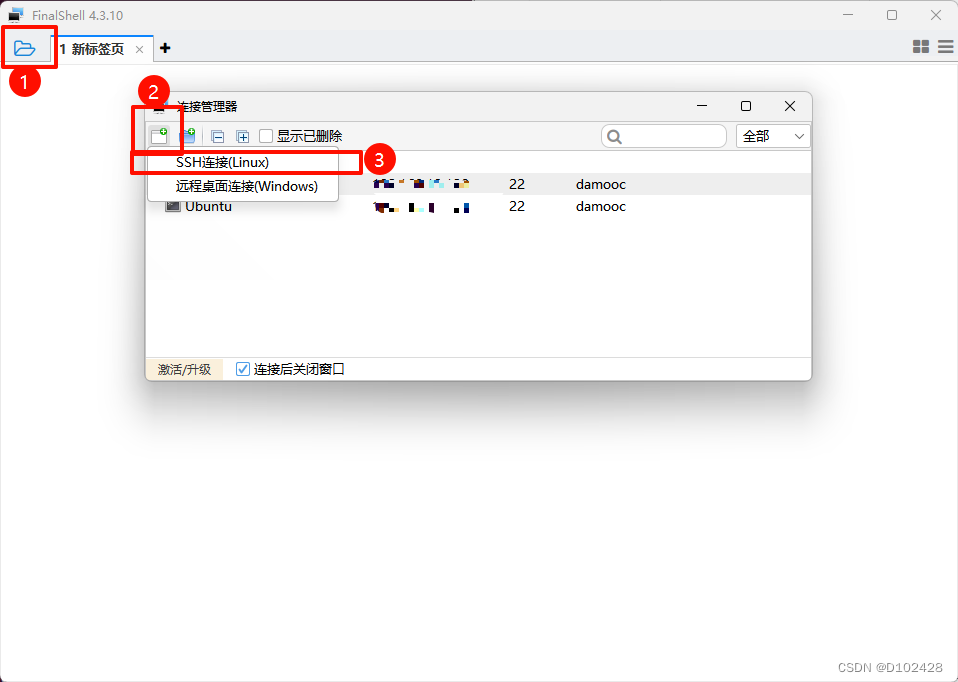 FinalShell 4.3.10
1 新标签页
1
2
连接管理器
显示已删除
全部
SSH连接(Linux)
3
远程桌面连接(Windows)
22 damooc
Ubuntu 22 damooc
激活/升级 连接后关闭窗口
CSDN @D102428